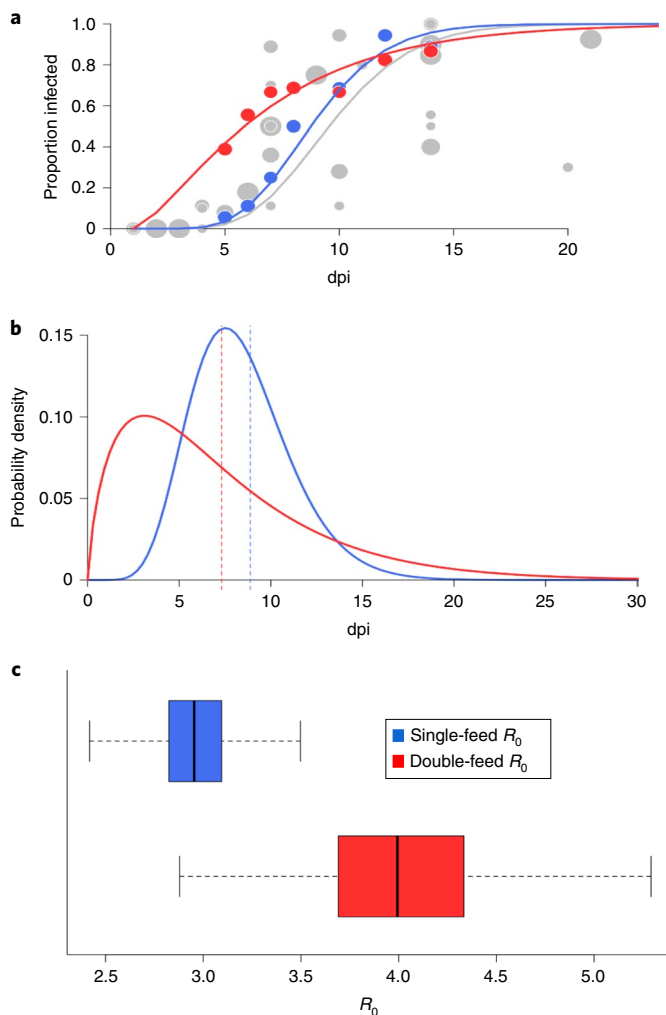 a
1.0
0.8
0.6
0.4
0.2
0
Proportion infected
0
5
10
15
20
dpi
b
0.15
0.10
0.05
0
Probability density
0
5
10
15
20
25
30
dpi
c
Single-feed R0
Double-feed R0
2.5
3.0
3.5
4.0
4.5
5.0
R0